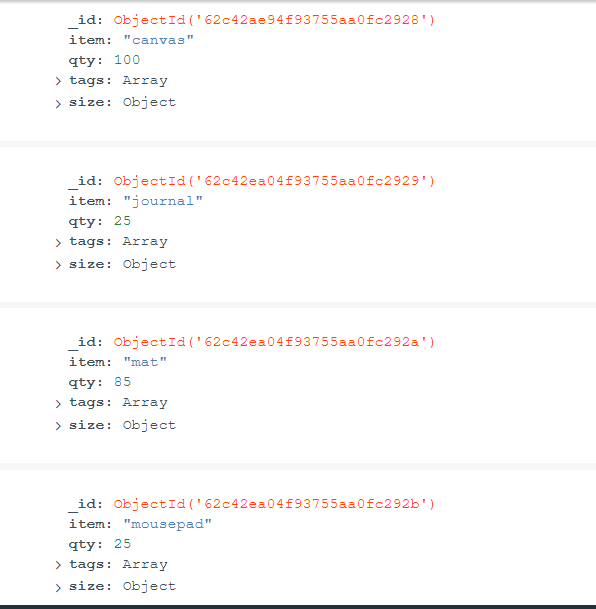 _id: ObjectId('62c42ae94f93755aa0fc2928')
item: "canvas"
qty: 100
> tags: Array
> size: Object
_id: ObjectId('62c42ea04f93755aa0fc2929')
item: "journal"
qty: 25
> tags: Array
> size: Object
_id: ObjectId('62c42ea04f93755aa0fc292a')
item: "mat"
qty: 85
> tags: Array
> size: Object
_id: ObjectId('62c42ea04f93755aa0fc292b')
item: "mousepad"
qty: 25
> tags: Array
> size: Object